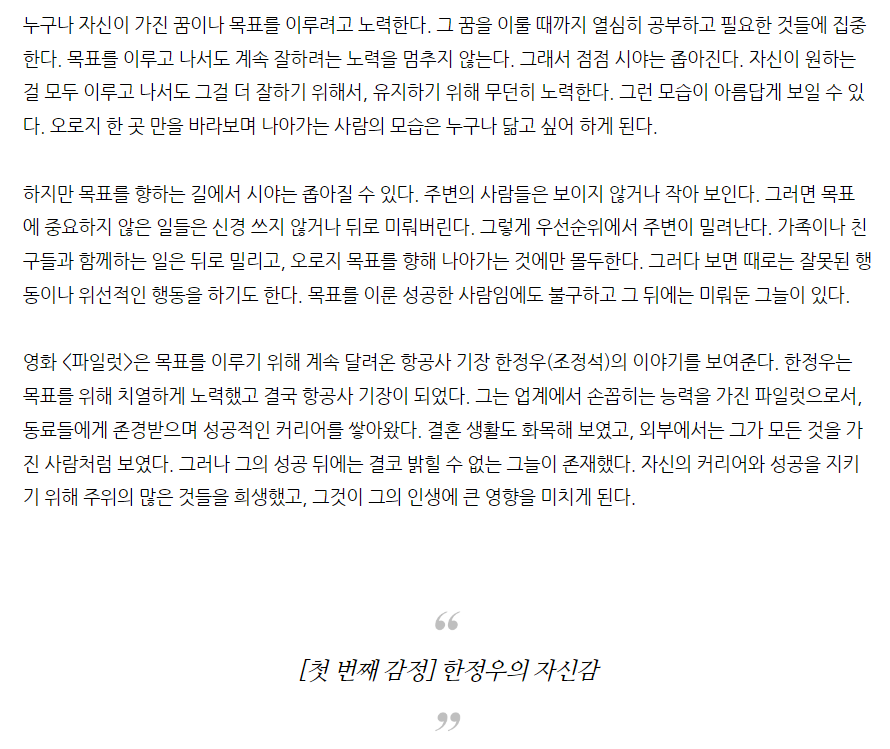 누구나 자신이 가진 꿈이나 목표를 이루려고 노력한다. 그 꿈을 이룰 때까지 열심히 공부하고 필요한 것들에 집중
한다. 목표를 이루고 나서도 계속 잘하려는 노력을 멈추지 않는다. 그래서 점점 시야는 좁아진다. 자신이 원하는
걸 모두 이루고 나서도 그걸 더 잘하기 위해서, 유지하기 위해 무던히 노력한다. 그런 모습이 아름답게 보일 수 있
다. 오로지 한 곳 만을 바라보며 나아가는 사람의 모습은 누구나 닮고 싶어 하게 된다.
하지만 목표를 향하는 길에서 시야는 좁아질 수 있다. 주변의 사람들은 보이지 않거나 작아 보인다. 그러면 목표
에 중요하지 않은 일들은 신경 쓰지 않거나 뒤로 미뤄버린다. 그렇게 우선순위에서 주변이 밀려난다. 가족이나 친
구들과 함께하는 일은 뒤로 밀리고, 오로지 목표를 향해 나아가는 것에만 몰두한다. 그러다 보면 때로는 잘못된 행
동이나 위선적인 행동을 하기도 한다. 목표를 이룬 성공한 사람임에도 불구하고 그 뒤에는 미뤄둔 그늘이 있다.
영화 <파일럿>은 목표를 이루기 위해 계속 달려온 항공사 기장 한정우(조정석)의 이야기를 보여준다. 한정우는
목표를 위해 치열하게 노력했고 결국 항공사 기장이 되었다. 그는 업계에서 손꼽히는 능력을 가진 파일럿으로서,
동료들에게 존경받으며 성공적인 커리어를 쌓아왔다. 결혼 생활도 화목해 보였고, 외부에서는 그가 모든 것을 가
진 사람처럼 보였다. 그러나 그의 성공 뒤에는 결코 밝힐 수 없는 그늘이 존재했다. 자신의 커리어와 성공을 지키
기 위해 주위의 많은 것들을 희생했고, 그것이 그의 인생에 큰 영향을 미치게 된다.
“
[첫 번째 감정] 한정우의 자신감
”